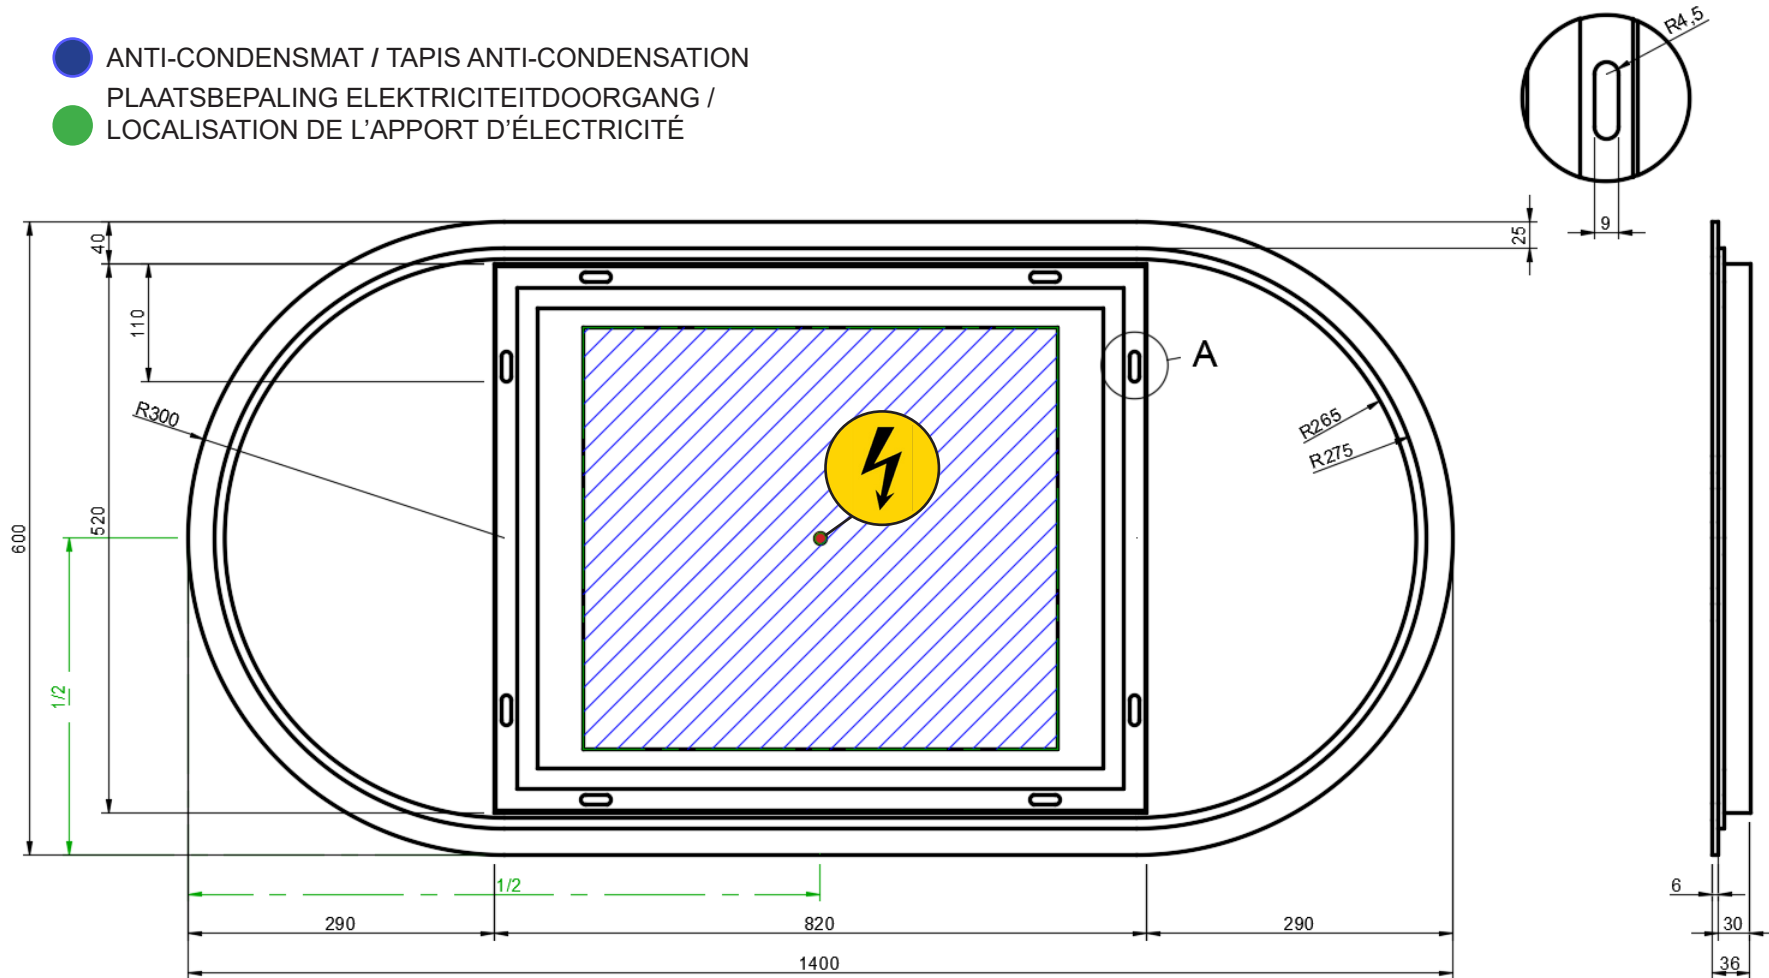 ANTI-CONDENSMAT / TAPIS ANTI-CONDENSATION
PLAATSBEPALING ELEKTRICITEITDOORGANG /
LOCALISATION DE L’APPORT D’ÉLECTRICITÉ
R4,5
9
25
40
110
R300
520
600
1/2
A
R265
R275
1/2
290
820
290
1400
6
30
36